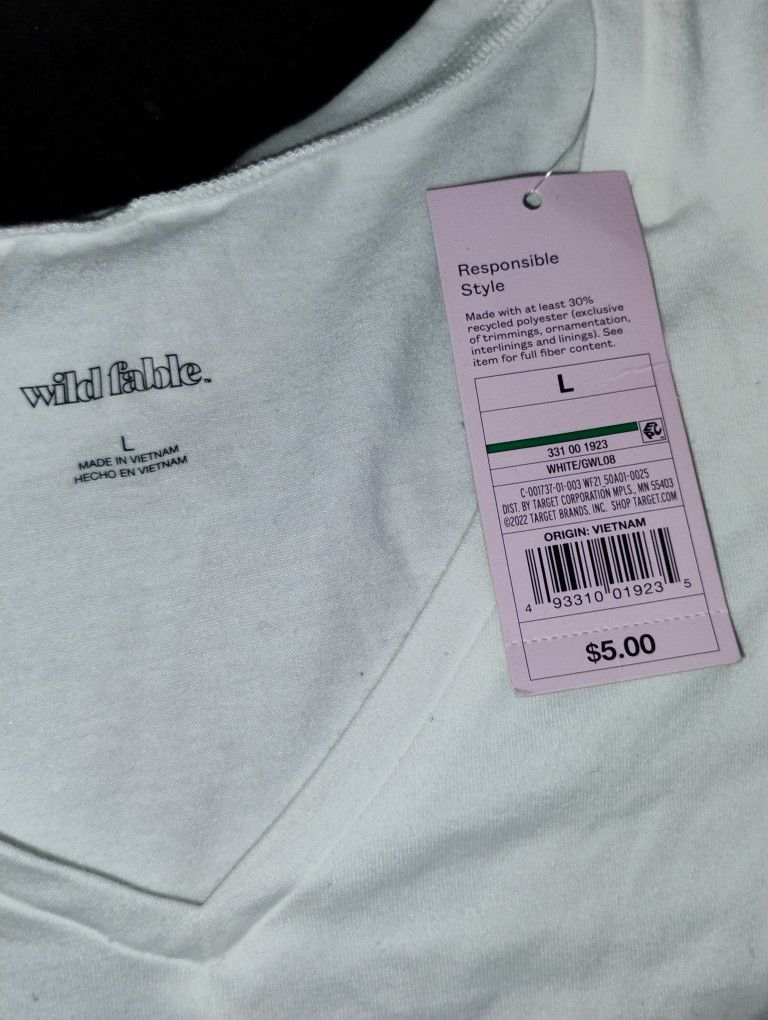 wild fable™
L
MADE IN VIETNAM
HECHO EN VIETNAM
Responsible
Style
Made with at least 30%
recycled polyester (exclusive
of trimmings, ornamentation,
interlinings and linings). See
item for full fiber content.
L
331 00 1923
WHITE/GWL08
C-001737-01-003 WF21_50A01-0025
DIST. BY TARGET CORPORATION MPLS., MN 55403
©2022 TARGET BRANDS, INC. SHOP TARGET.COM
ORIGIN: VIETNAM
4 93310 01923 5
$5.00